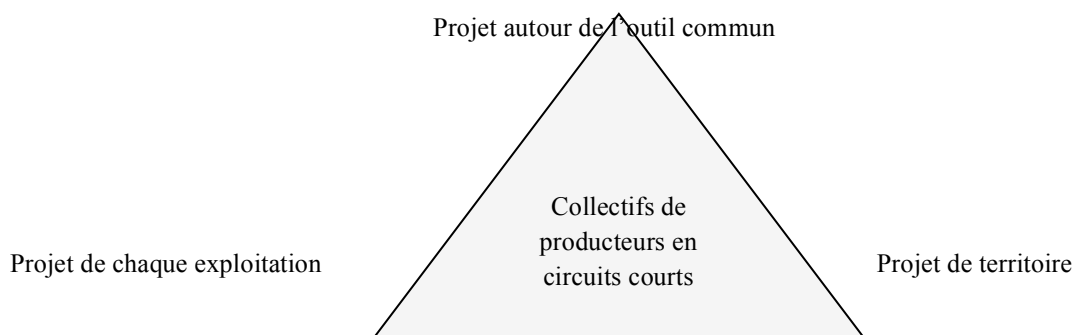 Projet autour de l’outil commun
Collectifs de
producteurs en
circuits courts
Projet de chaque exploitation
Projet de territoire